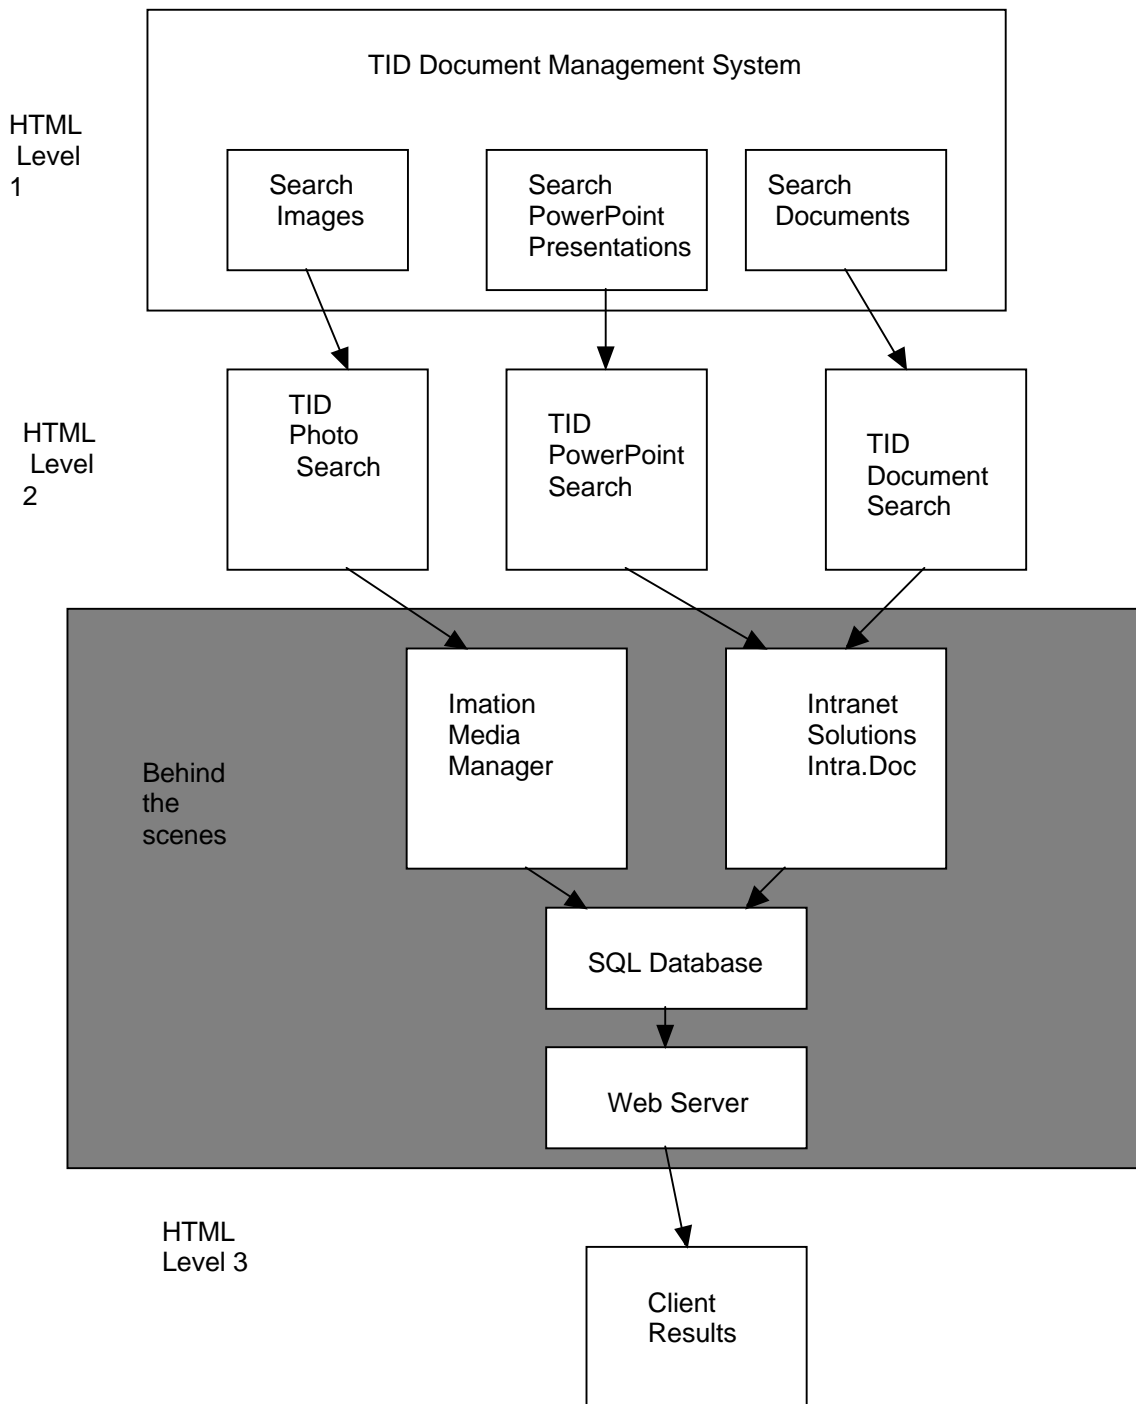 TID Document Management System
HTML
Level
1
Search
Images
Search
PowerPoint
Presentations
Search
Documents
HTML
Level
2
TID
Photo
Search
TID
PowerPoint
Search
TID
Document
Search
Behind
the
scenes
Imation
Media
Manager
Intranet
Solutions
Intra.Doc
SQL Database
Web Server
HTML
Level 3
Client
Results